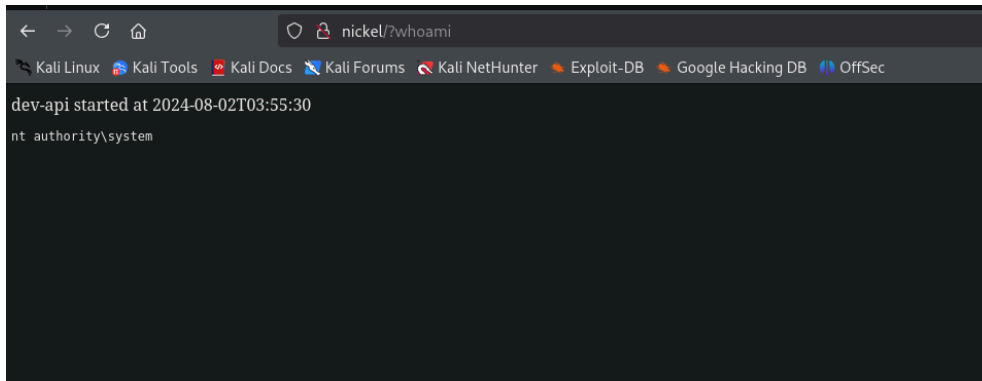 nickel/?whoami
Kali Linux Kali Tools Kali Docs Kali Forums Kali NetHunter Exploit-DB Google Hacking DB OffSec
dev-api started at 2024-08-02T03:55:30
nt authority\system